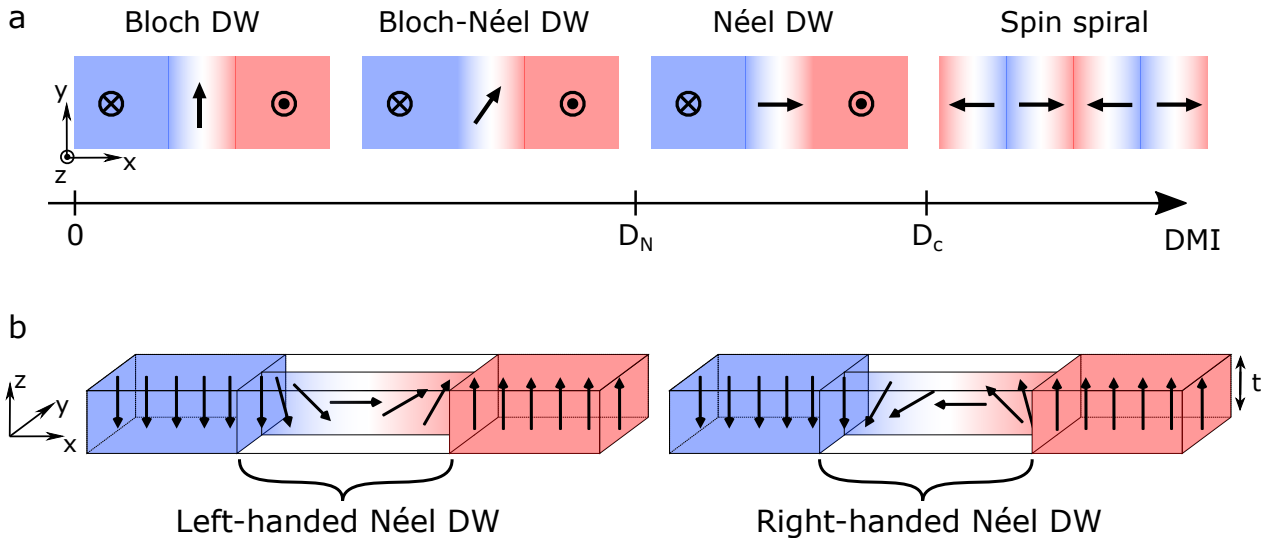 a
Bloch DW
Bloch-Néel DW
Néel DW
Spin spiral
y
x
z
0
D_N
D_c
DMI
b
z
y
x
t
Left-handed Néel DW
Right-handed Néel DW